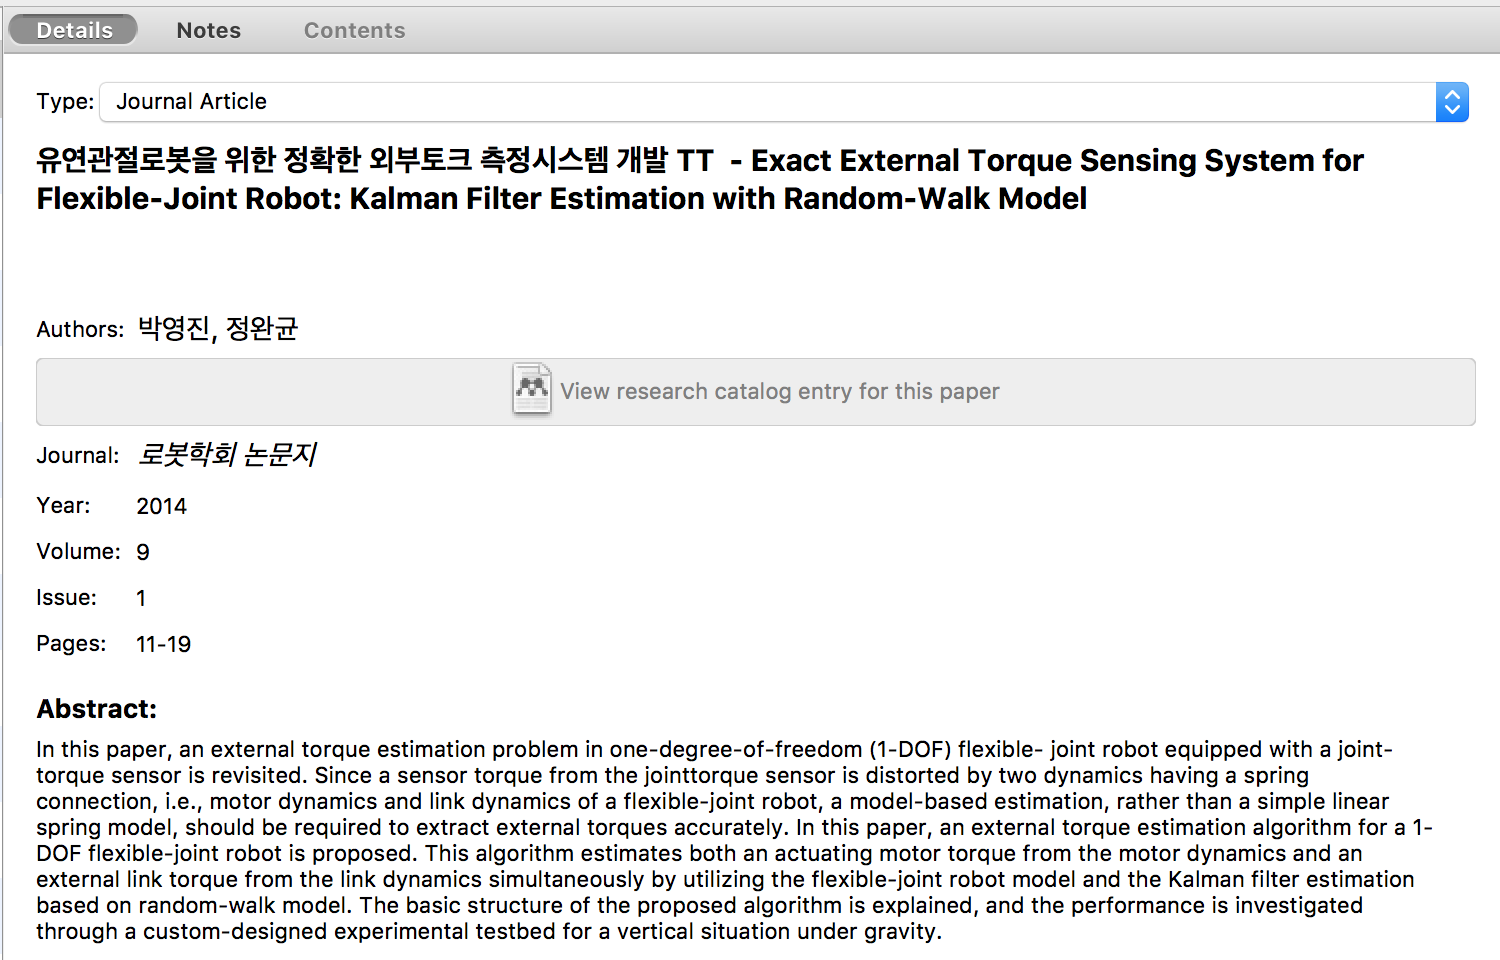 Details Notes Contents
Type: Journal Article
유연관절로봇을 위한 정확한 외부토크 측정시스템 개발 TT  - Exact External Torque Sensing System for
Flexible-Joint Robot: Kalman Filter Estimation with Random-Walk Model
Authors: 박영진, 정완균
View research catalog entry for this paper
Journal: 로봇학회 논문지
Year: 2014
Volume: 9
Issue: 1
Pages: 11-19
Abstract:
In this paper, an external torque estimation problem in one-degree-of-freedom (1-DOF) flexible- joint robot equipped with a joint-
torque sensor is revisited. Since a sensor torque from the jointtorque sensor is distorted by two dynamics having a spring
connection, i.e., motor dynamics and link dynamics of a flexible-joint robot, a model-based estimation, rather than a simple linear
spring model, should be required to extract external torques accurately. In this paper, an external torque estimation algorithm for a 1-
DOF flexible-joint robot is proposed. This algorithm estimates both an actuating motor torque from the motor dynamics and an
external link torque from the link dynamics simultaneously by utilizing the flexible-joint robot model and the Kalman filter estimation
based on random-walk model. The basic structure of the proposed algorithm is explained, and the performance is investigated
through a custom-designed experimental testbed for a vertical situation under gravity.